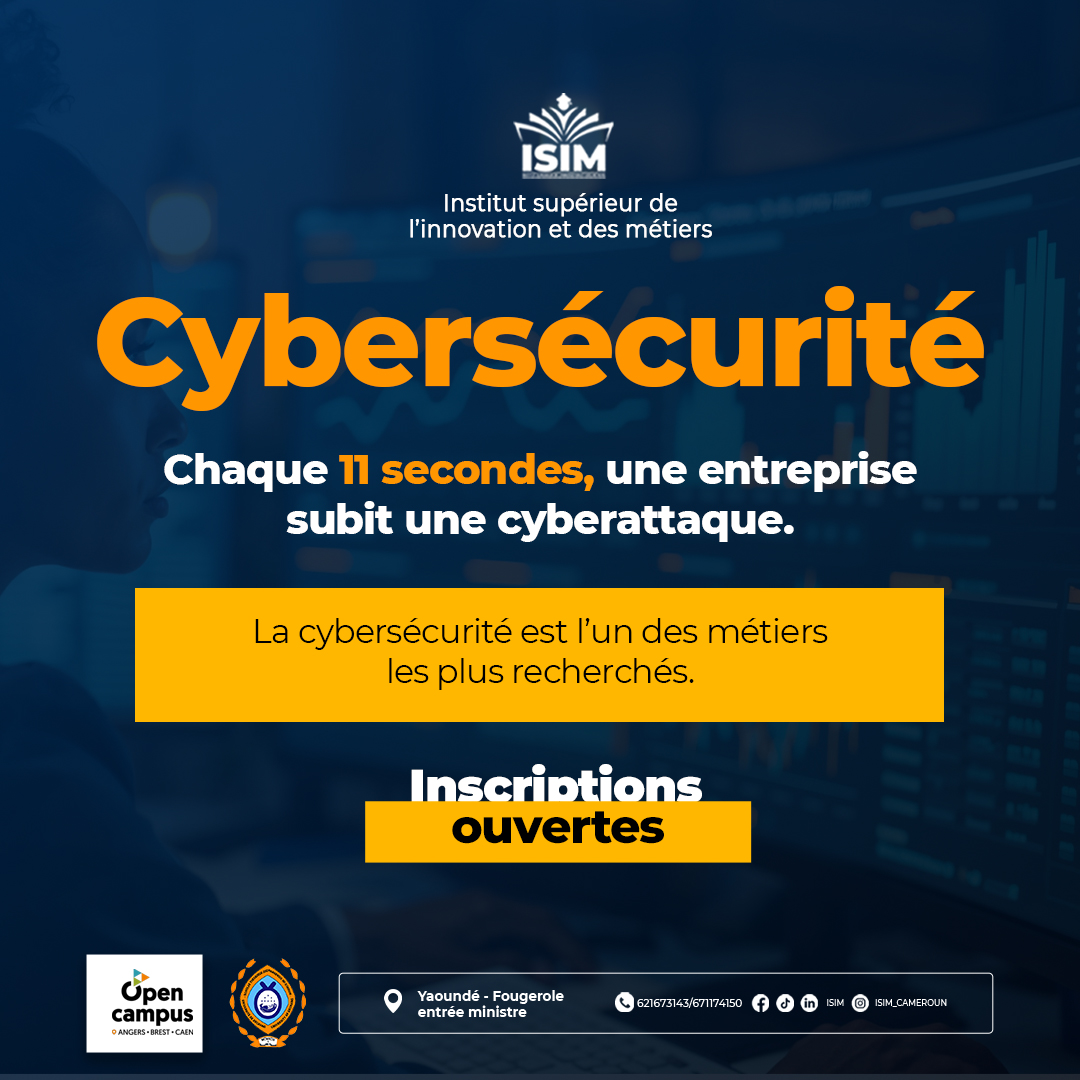 ISIM
Institut supérieur de
l’innovation et des métiers
Cybersécurité
Chaque 11 secondes, une entreprise
subit une cyberattaque.
La cybersécurité est l’un des métiers
les plus recherchés.
Inscriptions
ouvertes
Open
campus
ANGERS • BREST • CAEN
Yaoundé - Fougerole
entrée ministre
621673143/671174150
ISIM
ISIM_CAMEROUN